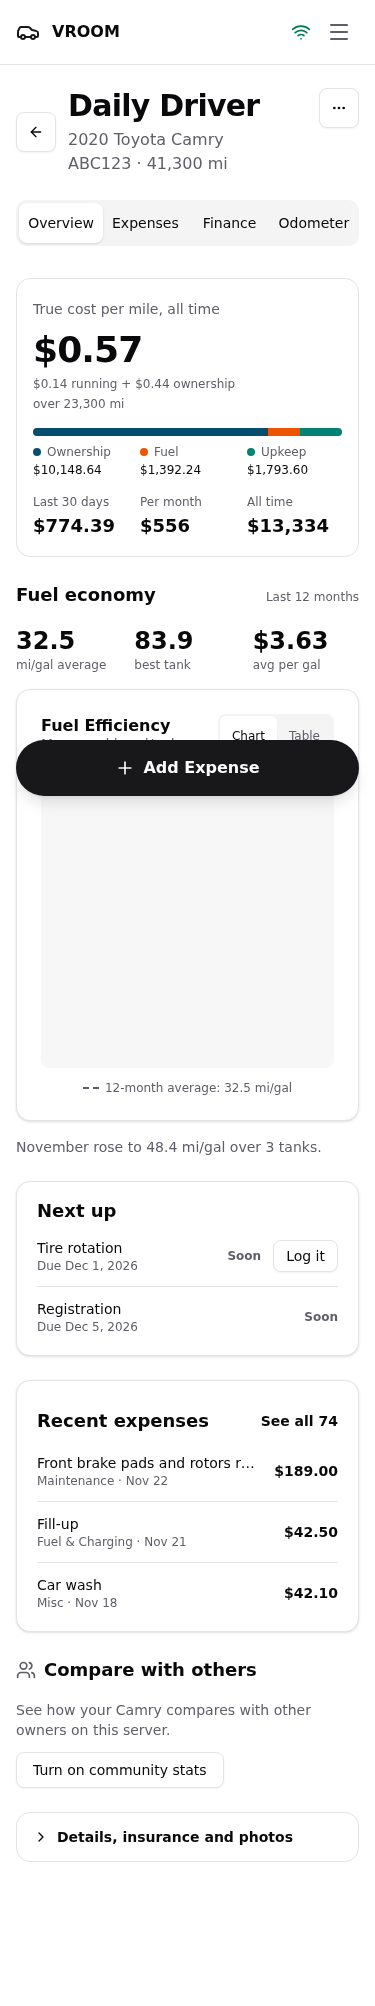 VROOM
Daily Driver
2020 Toyota Camry
ABC123 · 41,300 mi
Overview Expenses Finance Odometer
True cost per mile, all time
$0.57
$0.14 running + $0.44 ownership
over 23,300 mi
Ownership Fuel Upkeep
$10,148.64 $1,392.24 $1,793.60
Last 30 days Per month All time
$774.39 $556 $13,334
Fuel economy Last 12 months
32.5 83.9 $3.63
mi/gal average best tank avg per gal
Fuel Efficiency Chart Table
Add Expense
12-month average: 32.5 mi/gal
November rose to 48.4 mi/gal over 3 tanks.
Next up
Tire rotation Soon Log it
Due Dec 1, 2026
Registration Soon
Due Dec 5, 2026
Recent expenses See all 74
Front brake pads and rotors r... $189.00
Maintenance · Nov 22
Fill-up $42.50
Fuel & Charging · Nov 21
Car wash $42.10
Misc · Nov 18
Compare with others
See how your Camry compares with other
owners on this server.
Turn on community stats
Details, insurance and photos